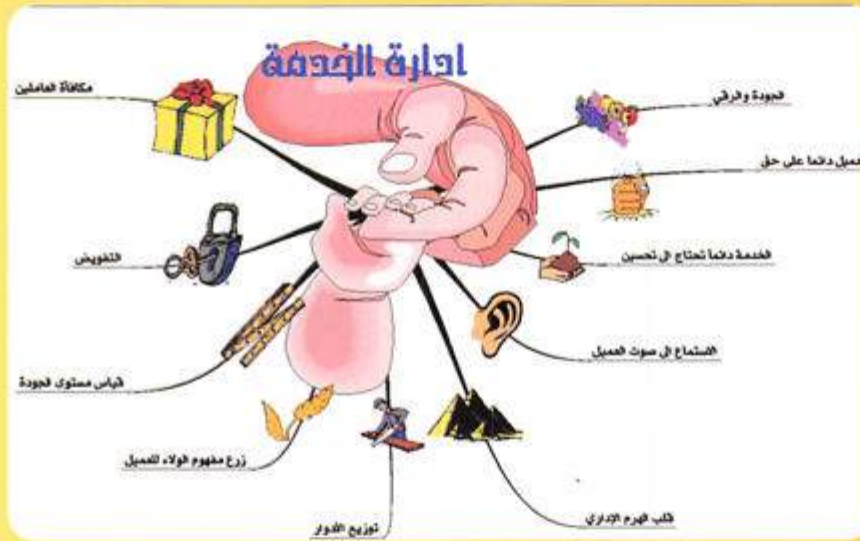 ادارة الخدمة
الجودة والرقي
عميل دائما على حق
الخدمة دائما تحتاج الى تحسين
الاستماع الى صوت العميل
قلب الهرم الإداري
توزيع الأدوار
زرع مفهوم الولاء للعميل
قياس مستوى الجودة
التفويض
مكافأة العاملين